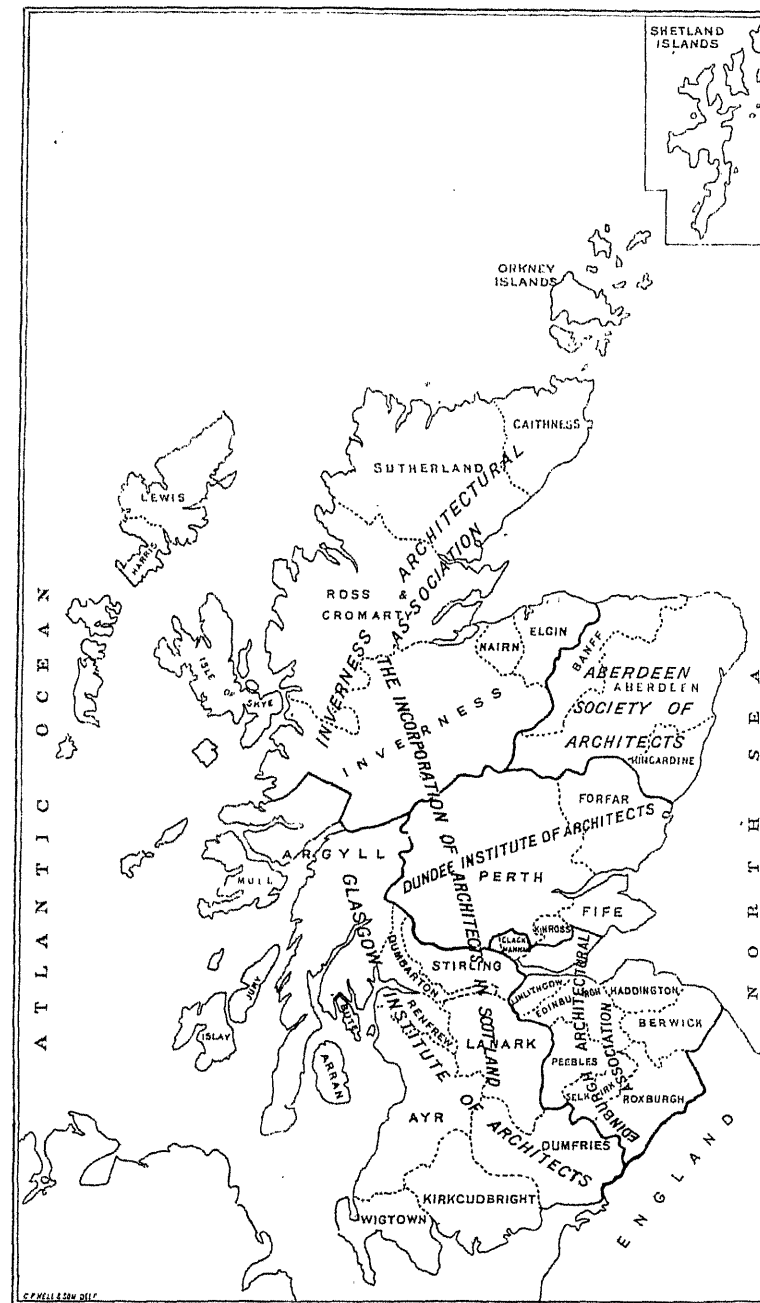 SHETLAND
ISLANDS
ORKNEY
ISLANDS
CAITHNESS
SUTHERLAND
LEWIS
HARRIS
ROSS &
CROMARTY
INVERNESS ARCHITECTURAL
ASSOCIATION
NAIRN
ELGIN
BANFF
ISLE OF SKYE
INVERNESS
ABERDEEN
ABERDEEN
SOCIETY OF
ARCHITECTS
KINCARDINE
THE INCORPORATION OF ARCHITECTS IN SCOTLAND
ATLANTIC OCEAN
NORTH SEA
FORFAR
DUNDEE INSTITUTE OF ARCHITECTS
PERTH
ARGYLL
MULL
FIFE
KINROSS
CLACK
MANNAN
STIRLING
DUMBARTON
GLASGOW INSTITUTE OF ARCHITECTS
LINLITHGOW
EDINBURGH
HADDINGTON
BERWICK
EDINBURGH ARCHITECTURAL
ASSOCIATION
RENFREW
LANARK
PEEBLES
SELKIRK
ROXBURGH
JURY
ISLAY
BUTE
ARRAN
AYR
DUMFRIES
KIRKCUDBRIGHT
WIGTOWN
ENGLAND